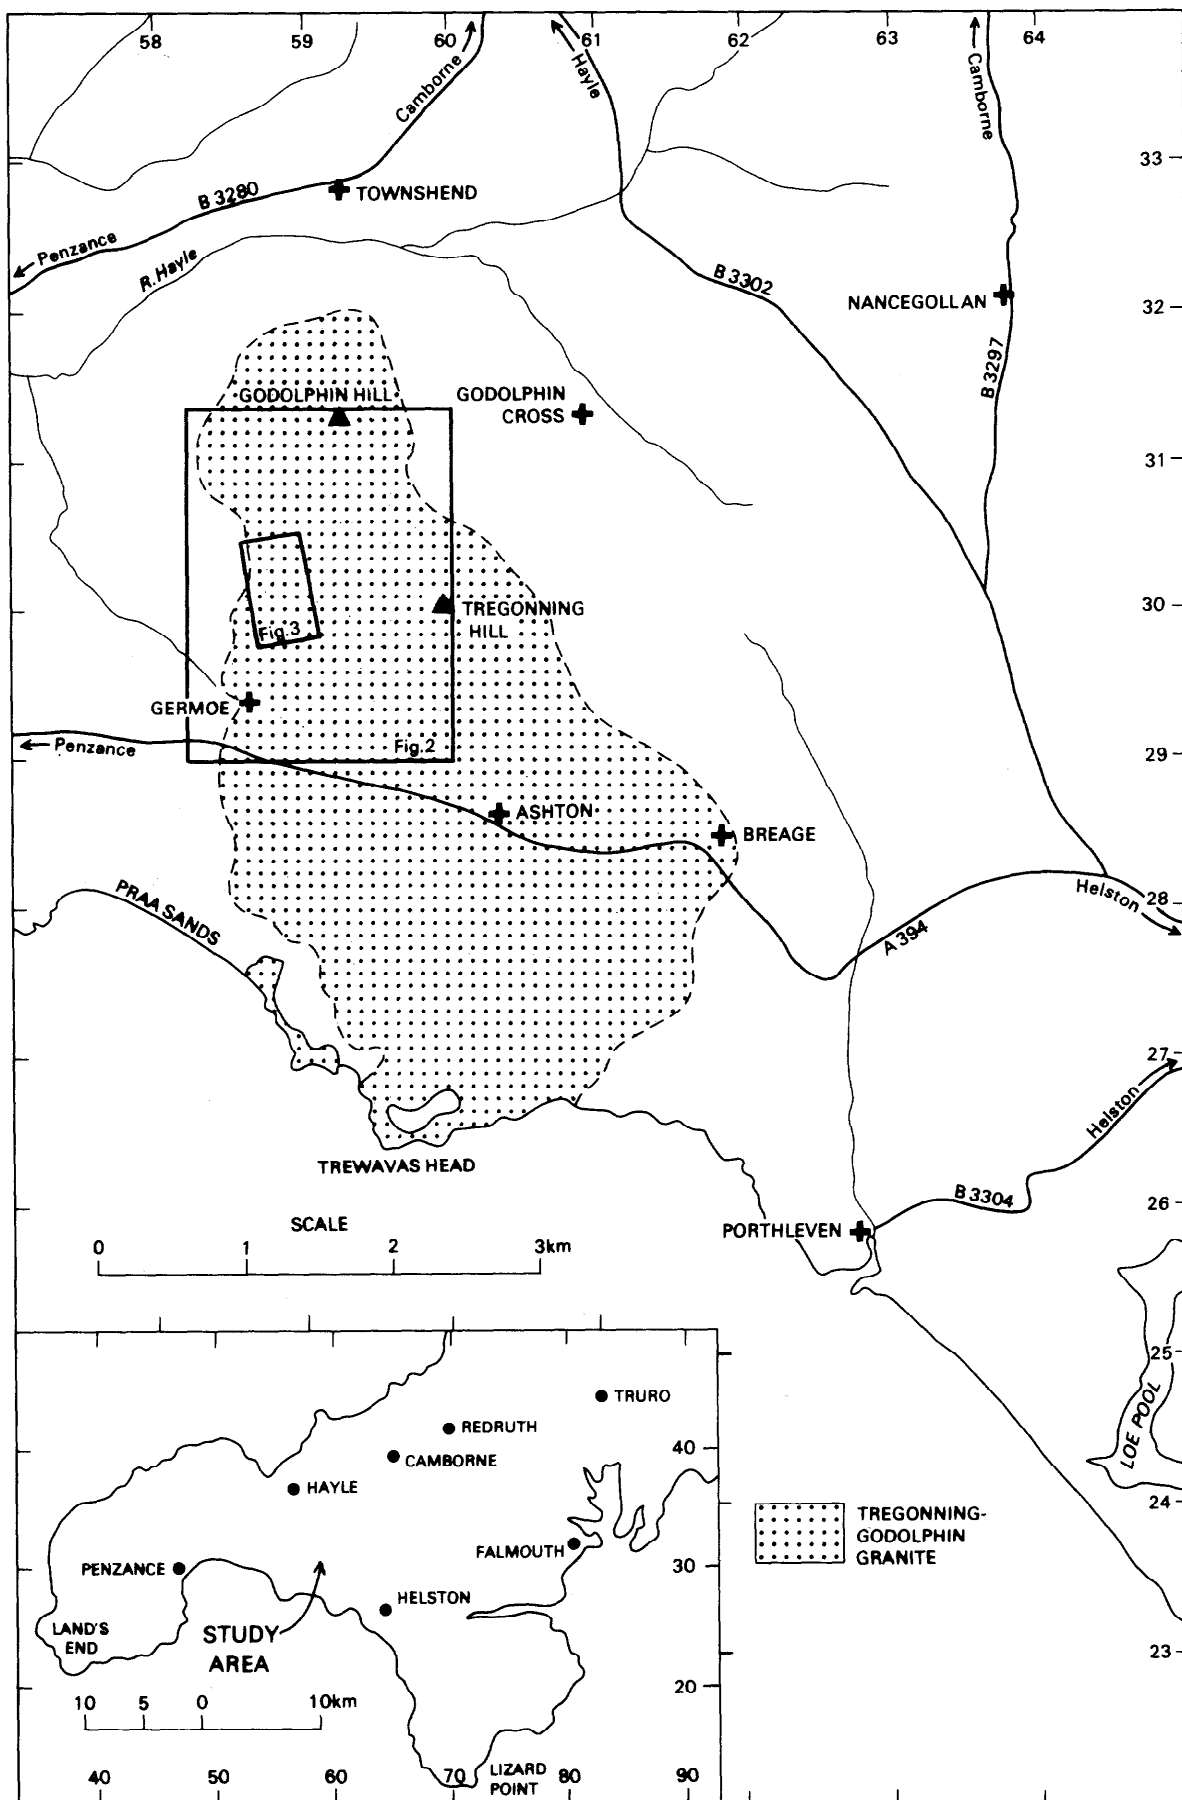 58 59 60 61 62 63 64
Camborne
Hayle
Camborne
33
B 3280
TOWNSHEND
Penzance
R. Hayle
B 3302
NANCEGOLLAN
32
B 3297
GODOLPHIN HILL
GODOLPHIN
CROSS
31
30
TREGONNING
HILL
Fig.3
GERMOE
Penzance
Fig.2
29
ASHTON
BREAGE
PRAA SANDS
Helston
28
A 394
27
Helston
TREWAVAS HEAD
B 3304
26
PORTHLEVEN
SCALE
0 1 2 3km
25
LOE POOL
24
23
TRURO
REDRUTH
CAMBORNE
40
HAYLE
FALMOUTH
PENZANCE
30
HELSTON
LAND'S
END
STUDY
AREA
20
10 5 0 10km
LIZARD
POINT
40 50 60 70 80 90
TREGONNING-
GODOLPHIN
GRANITE